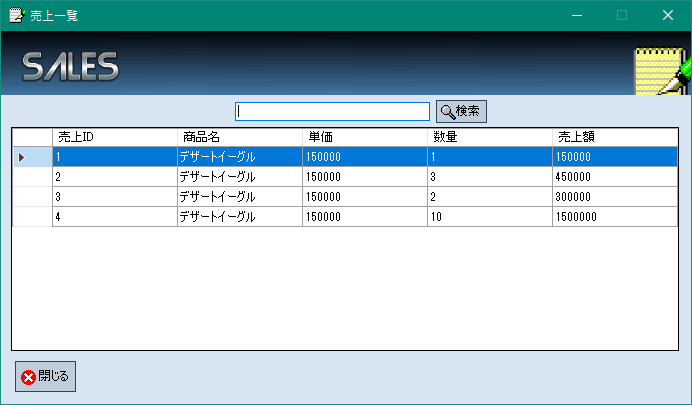 売上一覧
SALES
検索
売上ID 商品名 単価 数量 売上額
1 デザートイーグル 150000 1 150000
2 デザートイーグル 150000 3 450000
3 デザートイーグル 150000 2 300000
4 デザートイーグル 150000 10 1500000
閉じる